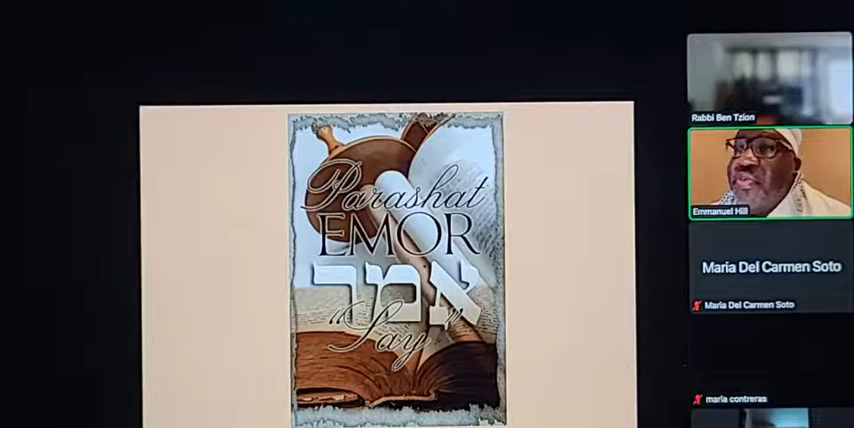 Parashat
EMOR
אמר
"Say"
Rabbi Ben Tzion
Emmanuel Hill
Maria Del Carmen Soto
Maria Del Carmen Soto
maria contreras